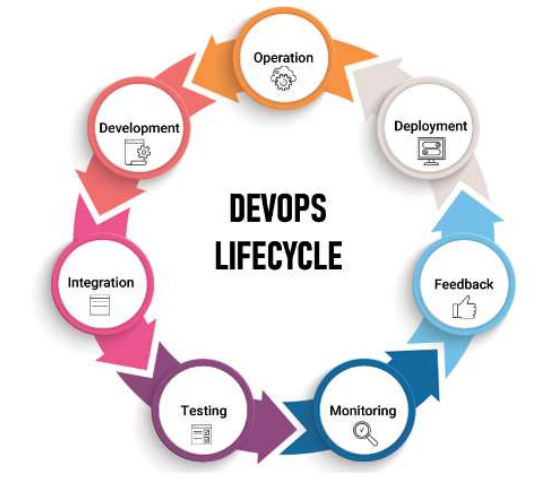 Operation
Development
Deployment
DEVOPS
LIFECYCLE
Integration
Feedback
Testing
Monitoring